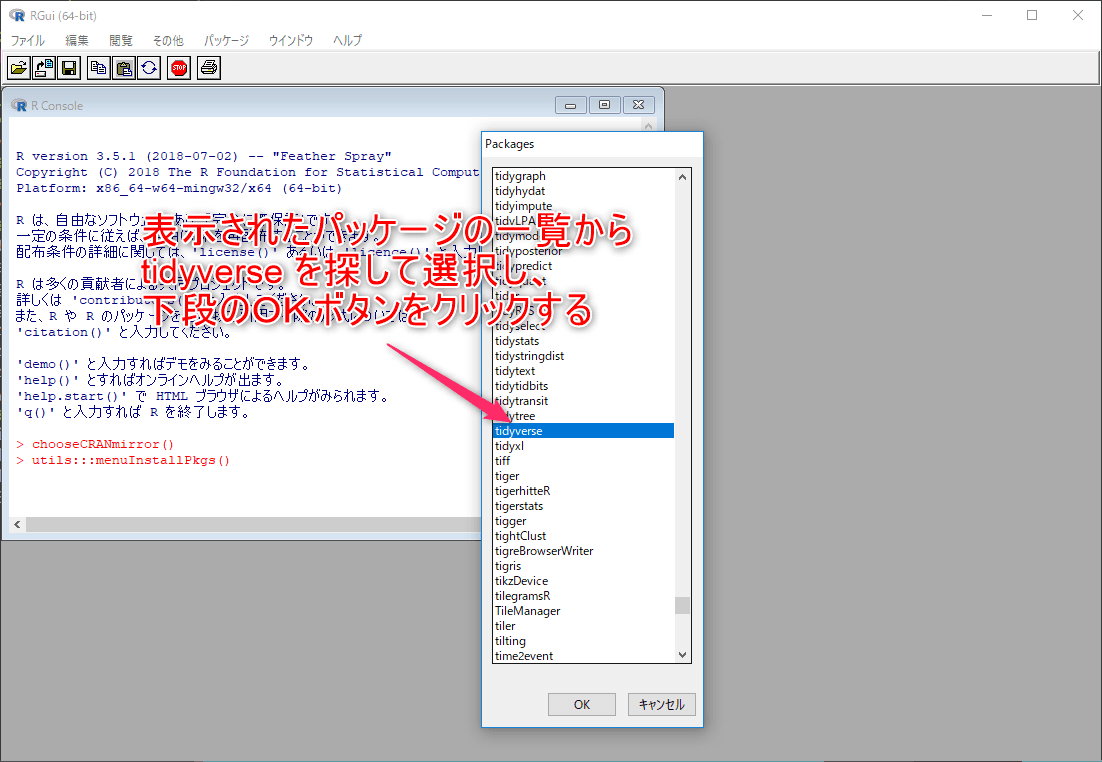 RGui (64-bit)
ファイル 編集 閲覧 その他 パッケージ ウインドウ ヘルプ
STOP
R Console
R version 3.5.1 (2018-07-02) -- "Feather Spray"
Copyright (C) 2018 The R Foundation for Statistical Comput
Platform: x86_64-w64-mingw32/x64 (64-bit)
R は、自由なソフトウ
一定の条件に従えば、
配布条件の詳細に関しては、'license()' あるいは 'licence()' と入力
R は多くの貢献者による
詳しくは 'contribut
また、R や R のパッケージを
'citation()' と入力してください。
'demo()' と入力すればデモをみることができます。
'help()' とすればオンラインヘルプが出ます。
'help.start()' で HTML ブラウザによるヘルプがみられます。
'q()' と入力すれば R を終了します。
> chooseCRANmirror()
> utils:::menuInstallPkgs()
表示されたパッケージの一覧から
tidyverse を探して選択し、
下段のOKボタンをクリックする
Packages
tidygraph
tidyhydat
tidyimpute
tidyLPA
tidymod
tidyposterior
tidypredict
tidyselect
tidystats
tidystringdist
tidytext
tidytidbits
tidytransit
tidytree
tidyverse
tidyxl
tiff
tiger
tigerhitteR
tigerstats
tigger
tightClust
tigreBrowserWriter
tigris
tikzDevice
tilegramsR
TileManager
tiler
tilting
time2event
OK キャンセル